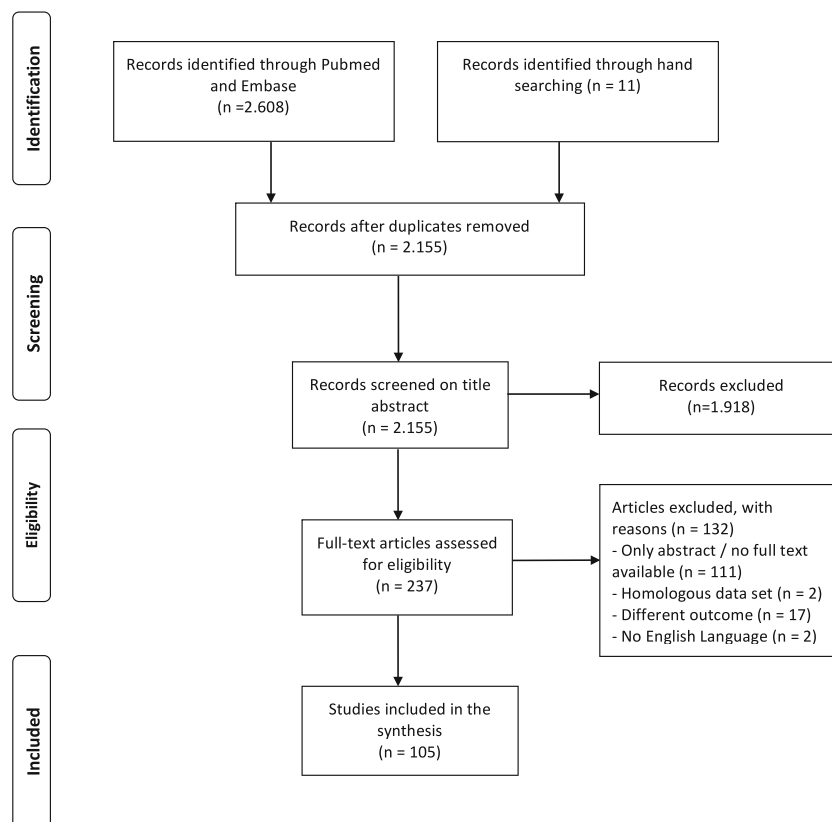 Identification
Records identified through Pubmed
and Embase
(n =2.608)
Records identified through hand
searching (n = 11)
Records after duplicates removed
(n = 2.155)
Screening
Records screened on title
abstract
(n = 2.155)
Records excluded
(n=1.918)
Eligibility
Full-text articles assessed
for eligibility
(n = 237)
Articles excluded, with
reasons (n = 132)
- Only abstract / no full text
available (n = 111)
- Homologous data set (n = 2)
- Different outcome (n = 17)
- No English Language (n = 2)
Included
Studies included in the
synthesis
(n = 105)